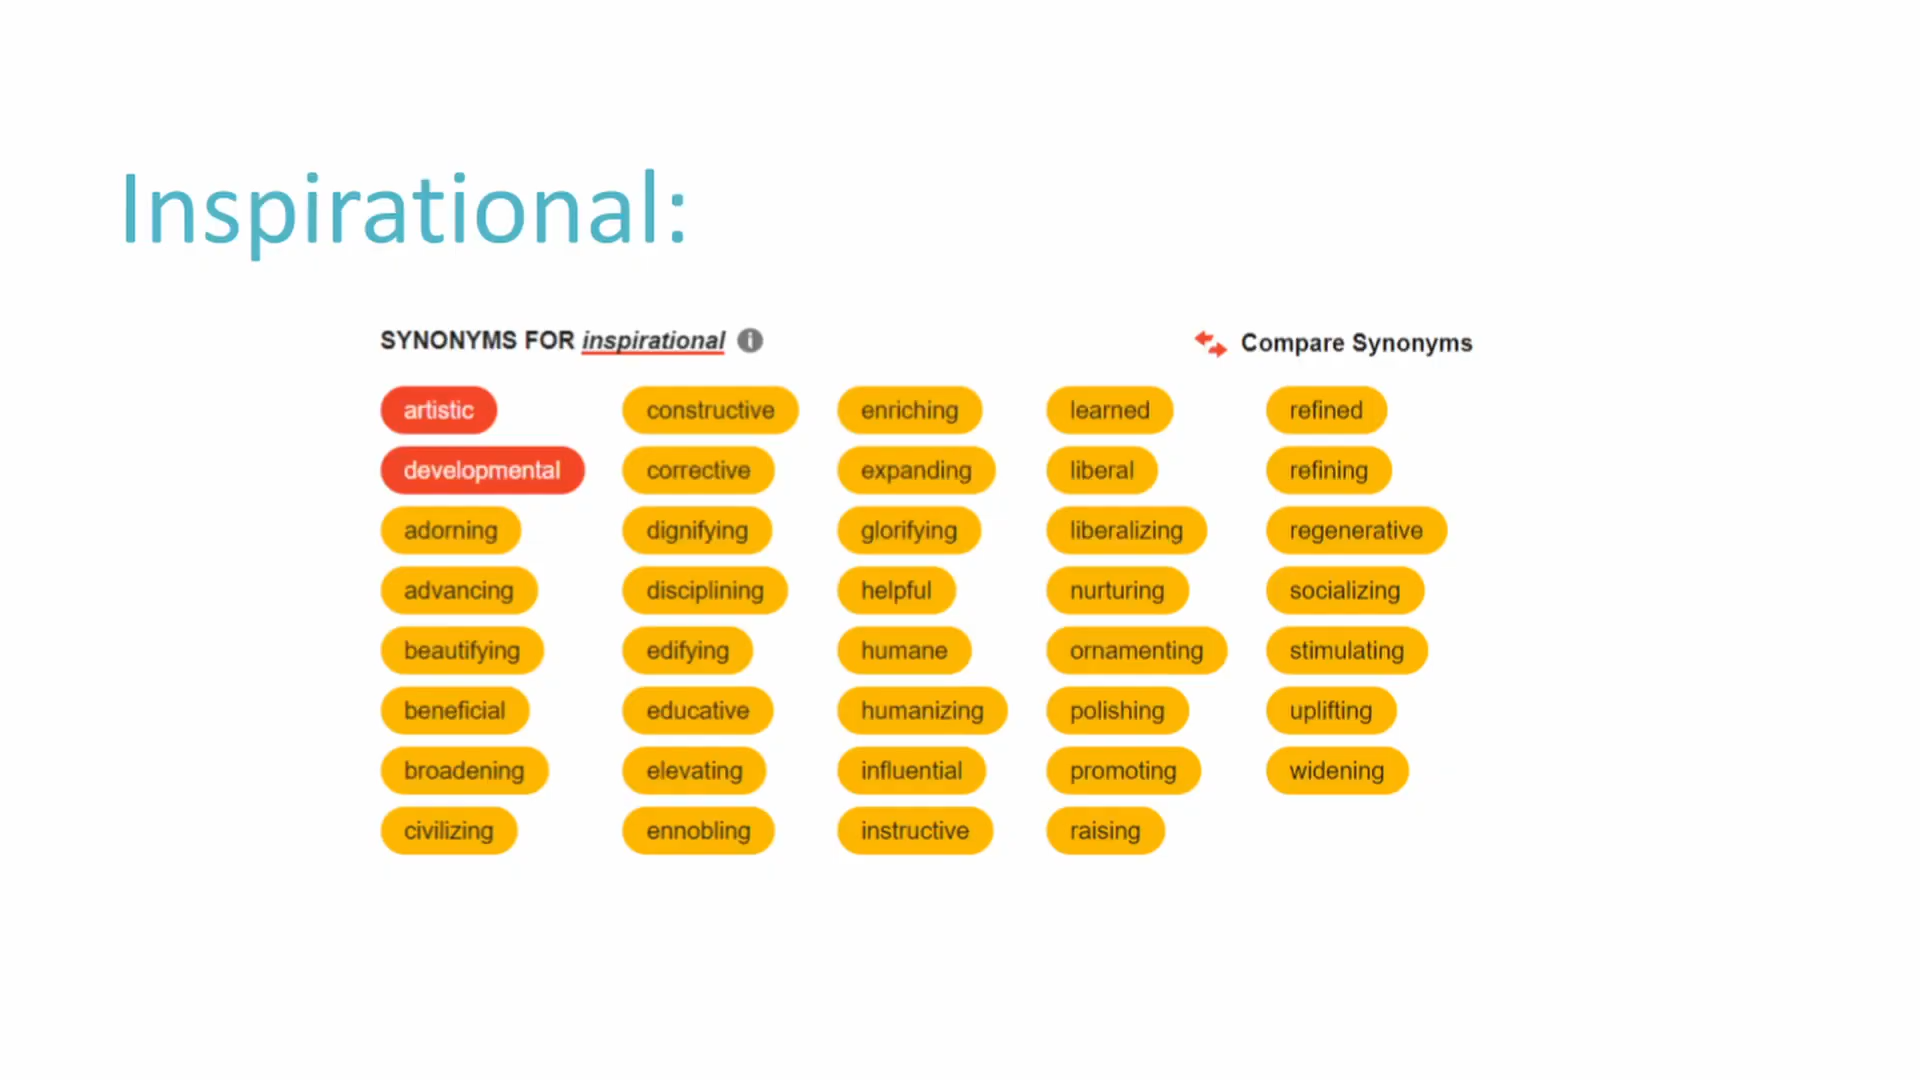 Inspirational:
SYNONYMS FOR inspirational
Compare Synonyms
artistic
developmental
adorning
advancing
beautifying
beneficial
broadening
civilizing
constructive
corrective
dignifying
disciplining
edifying
educative
elevating
ennobling
enriching
expanding
glorifying
helpful
humane
humanizing
influential
instructive
learned
liberal
liberalizing
nurturing
ornamenting
polishing
promoting
raising
refined
refining
regenerative
socializing
stimulating
uplifting
widening